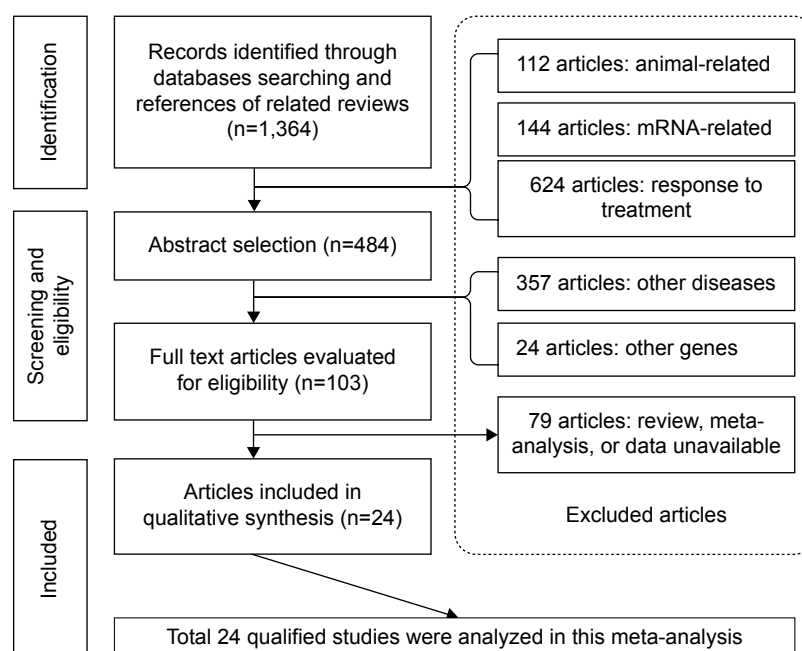 Identification
Records identified through
databases searching and
references of related reviews
(n=1,364)
112 articles: animal-related
144 articles: mRNA-related
624 articles: response to
treatment
Screening and
eligibility
Abstract selection (n=484)
357 articles: other diseases
24 articles: other genes
Full text articles evaluated
for eligibility (n=103)
79 articles: review, meta-
analysis, or data unavailable
Excluded articles
Included
Articles included in
qualitative synthesis (n=24)
Total 24 qualified studies were analyzed in this meta-analysis